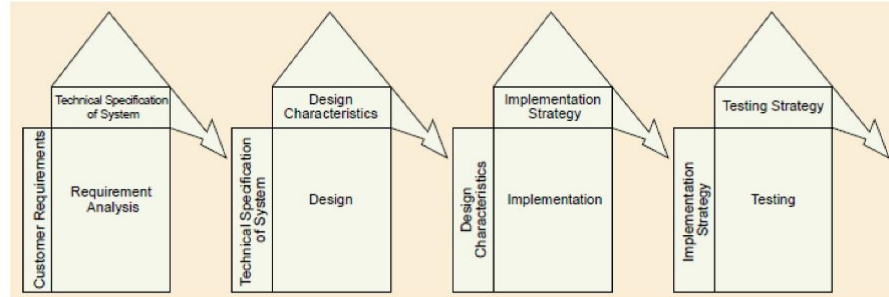 Technical Specification
of System
Customer Requirements
Requirement
Analysis
Design
Characteristics
Technical Specification
of System
Design
Implementation
Strategy
Design
Characteristics
Implementation
Testing Strategy
Implementation
Strategy
Testing